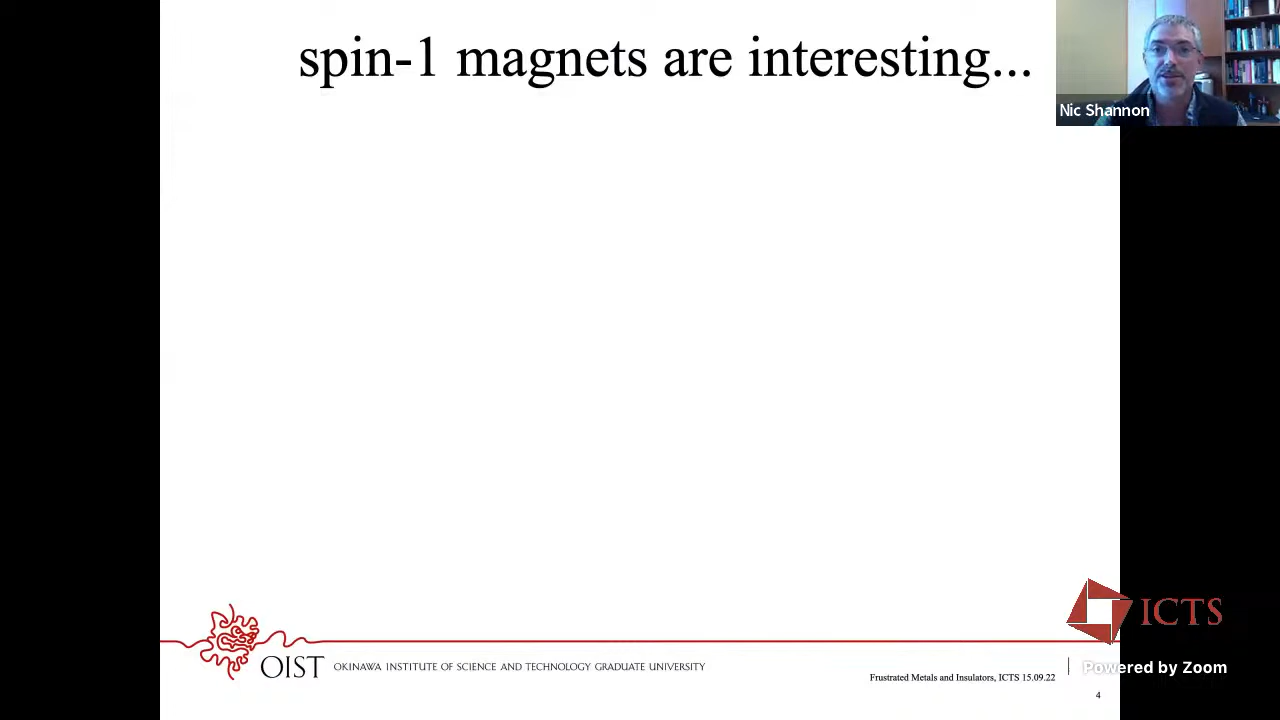 spin-1 magnets are interesting...
Nic Shannon
ICTS
OIST OKINAWA INSTITUTE OF SCIENCE AND TECHNOLOGY GRADUATE UNIVERSITY
Powered by Zoom
Frustrated Metals and Insulators, ICTS 15.09.22
4